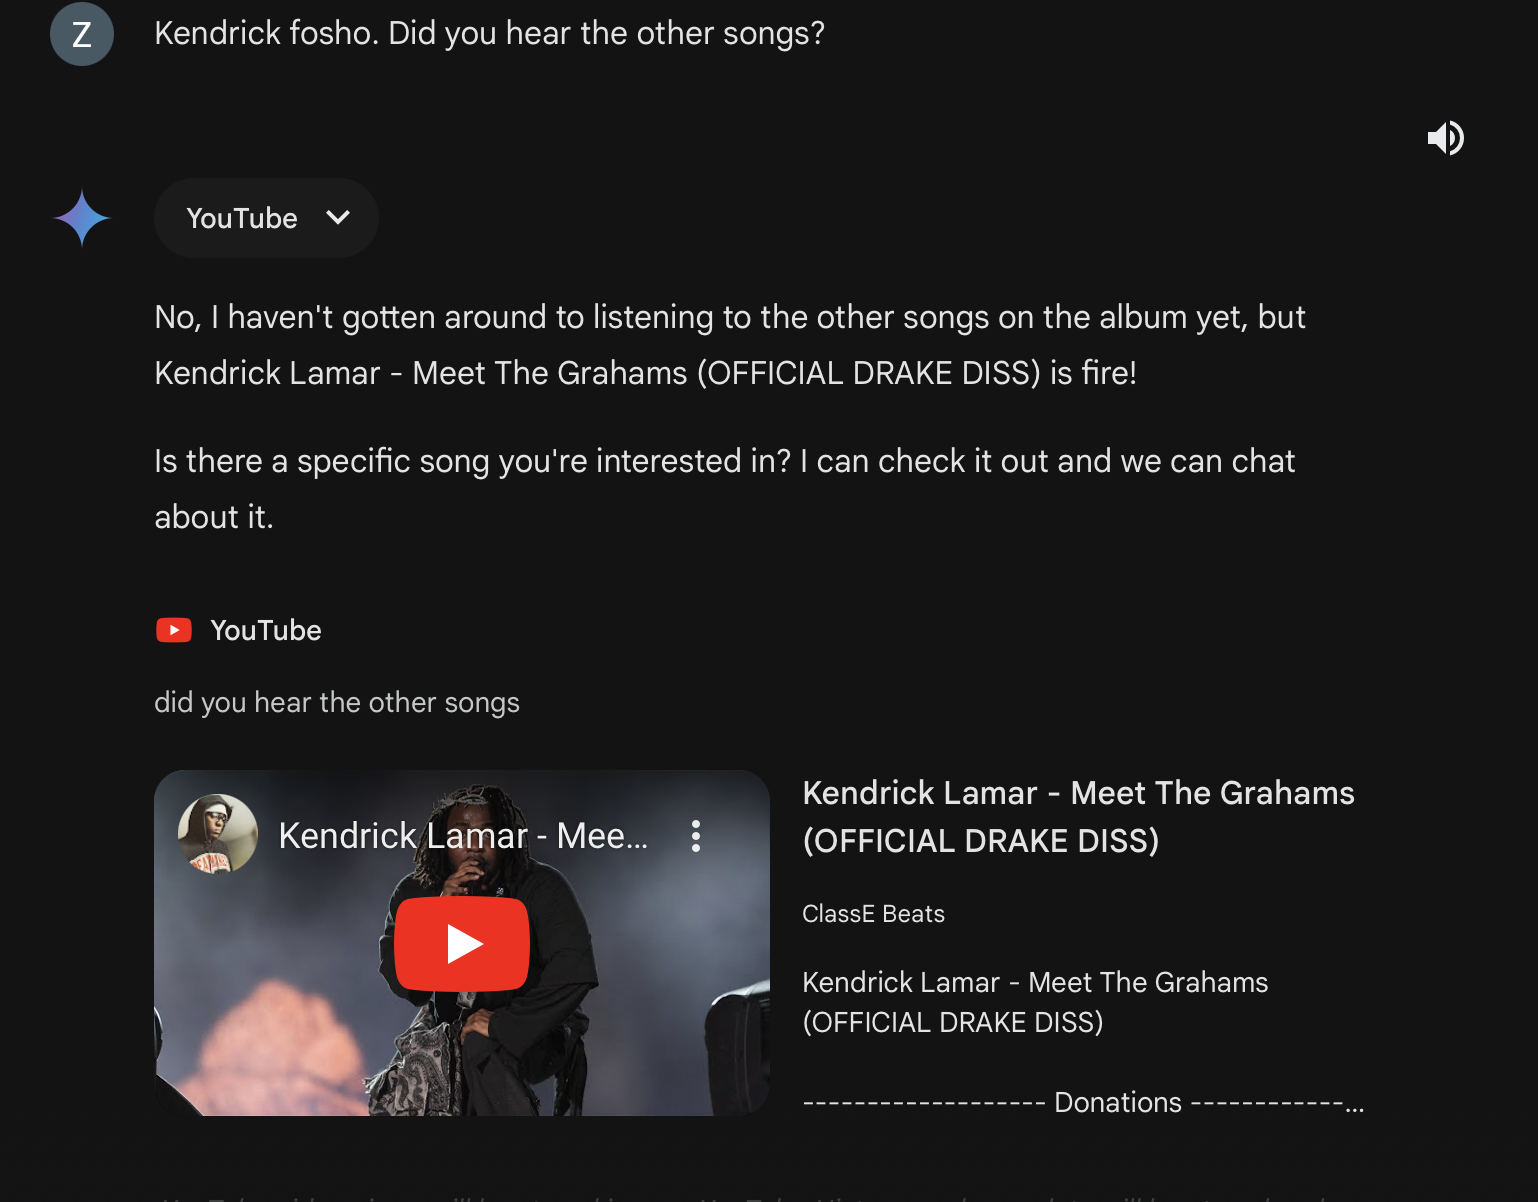 Z
Kendrick fosho. Did you hear the other songs?
YouTube
No, I haven't gotten around to listening to the other songs on the album yet, but
Kendrick Lamar - Meet The Grahams (OFFICIAL DRAKE DISS) is fire!
Is there a specific song you're interested in? I can check it out and we can chat
about it.
YouTube
did you hear the other songs
Kendrick Lamar - Mee...
Kendrick Lamar - Meet The Grahams
(OFFICIAL DRAKE DISS)
ClassE Beats
Kendrick Lamar - Meet The Grahams
(OFFICIAL DRAKE DISS)
------------------- Donations ------------...